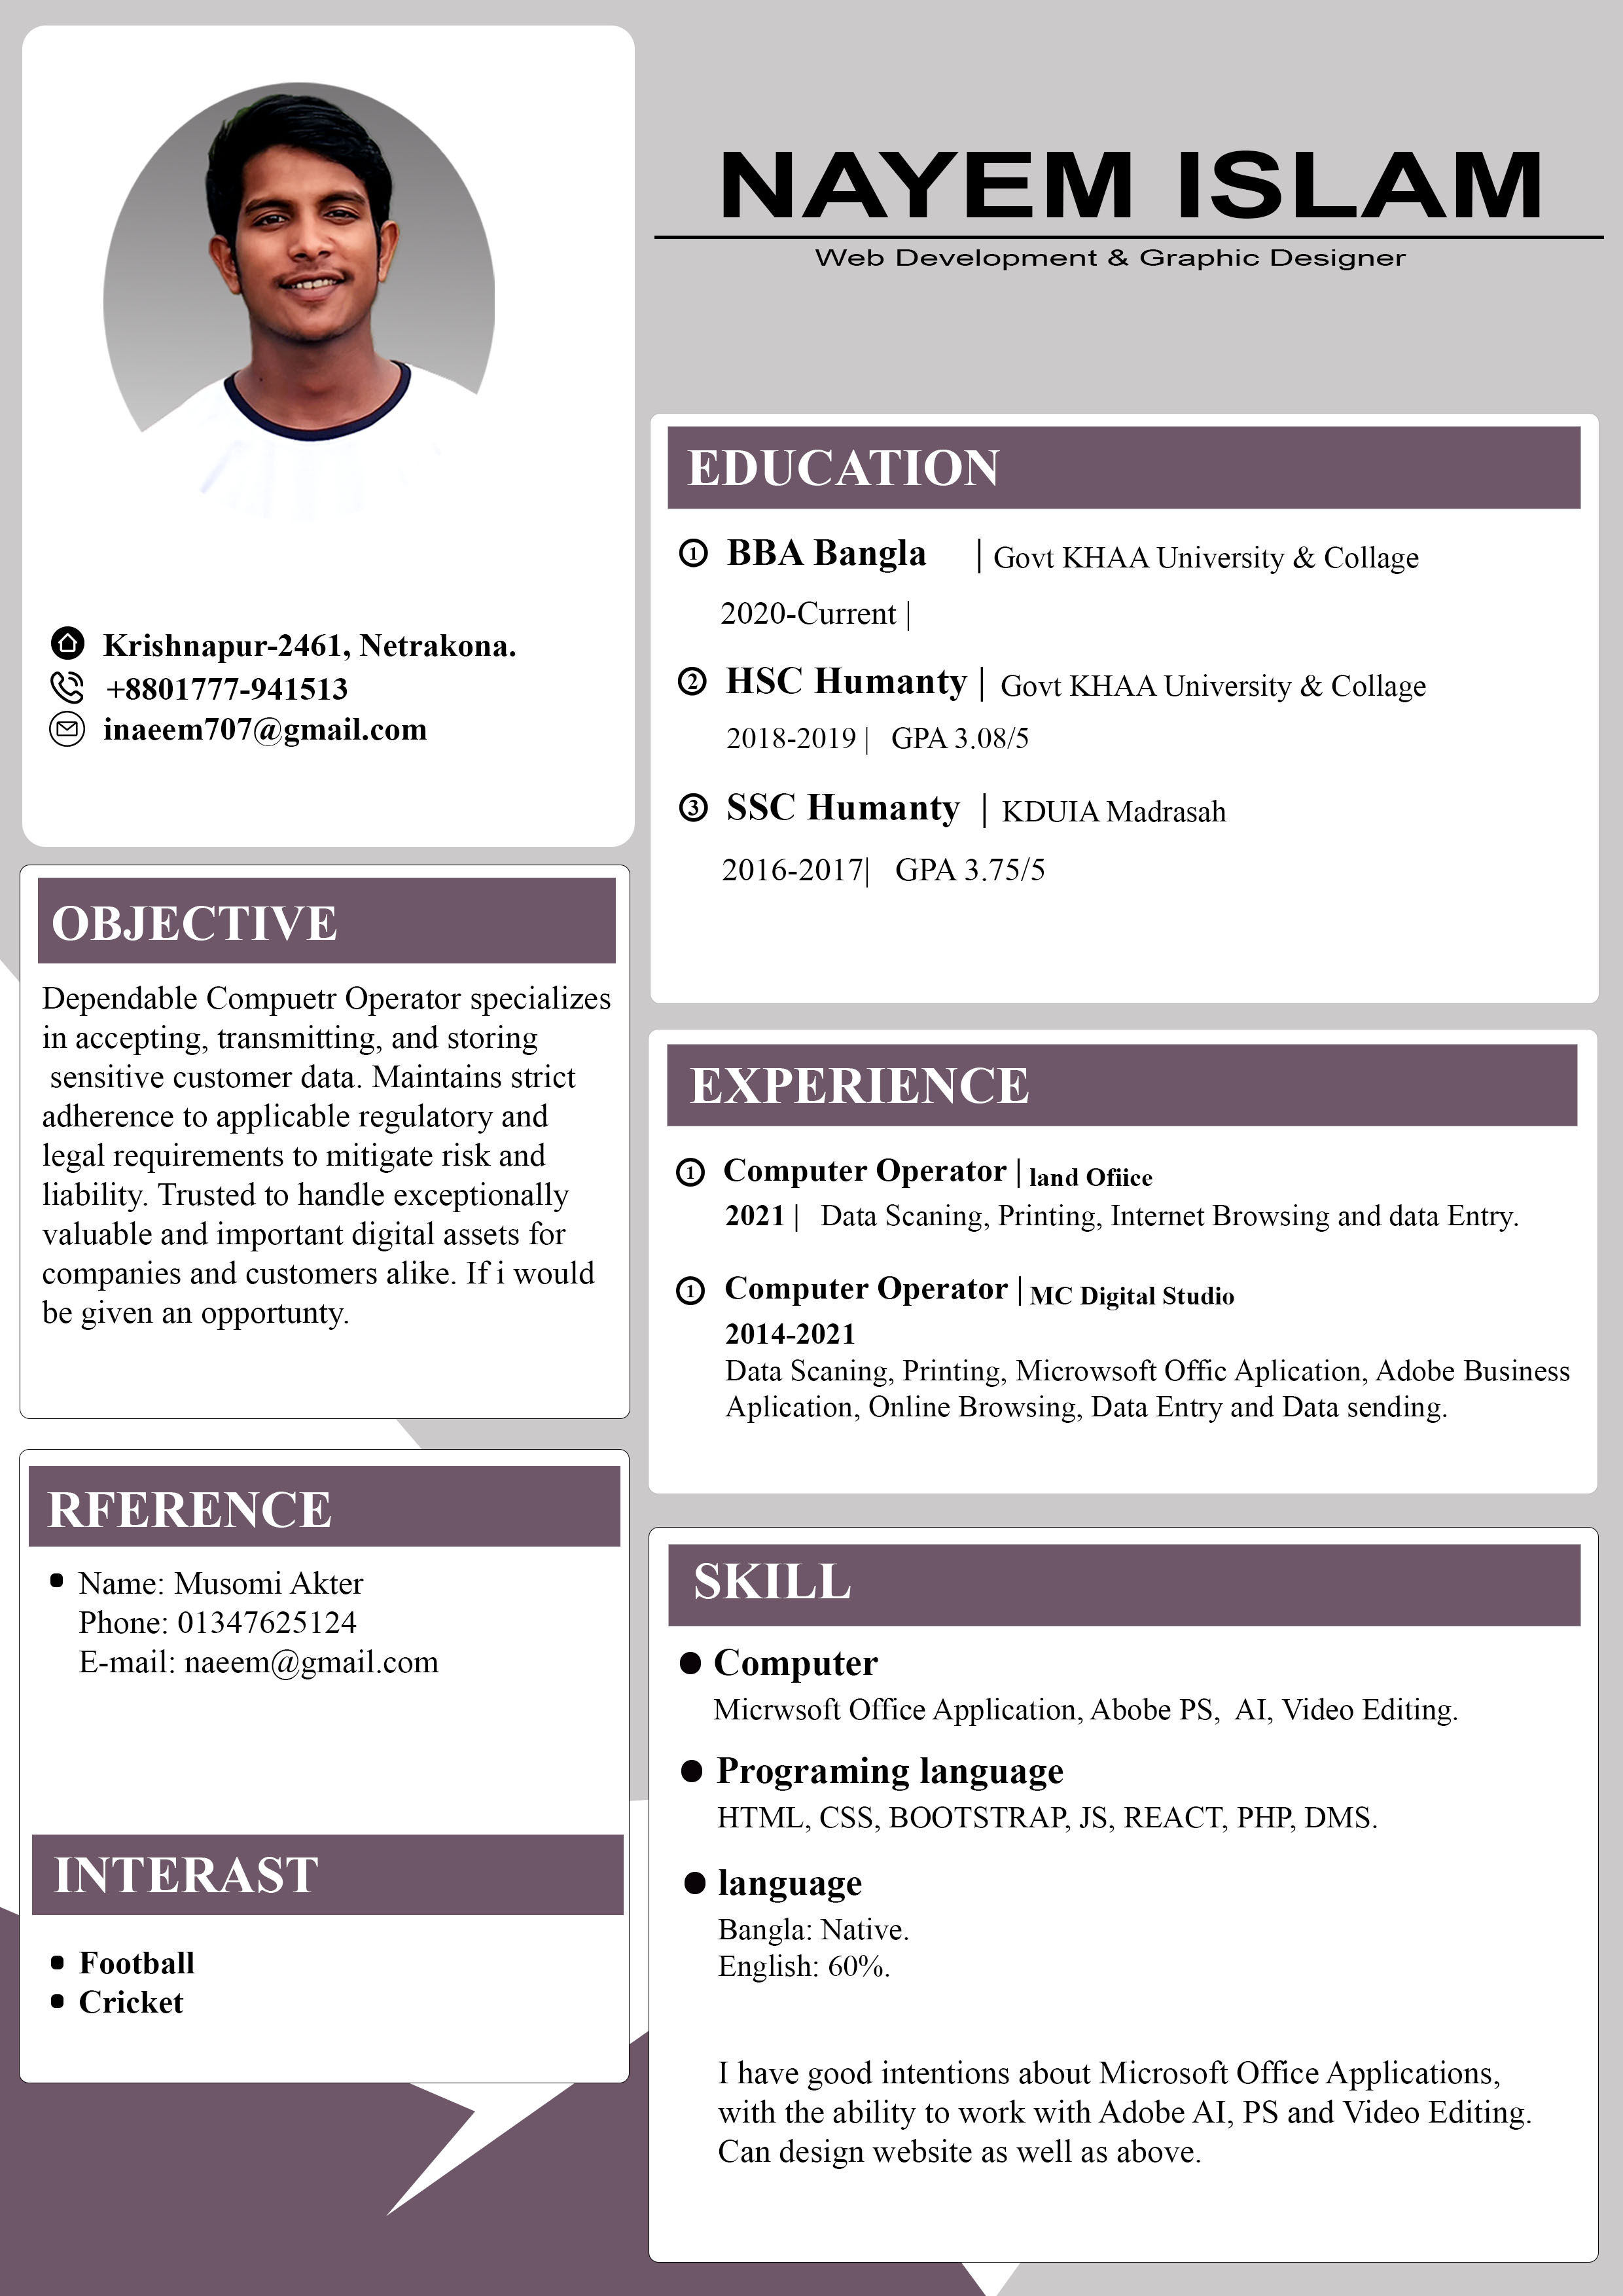 NAYEM ISLAM
Web Development & Graphic Designer
Krishnapur-2461, Netrakona.
+8801777-941513
inaeem707@gmail.com
OBJECTIVE
Dependable Compuetr Operator specializes
in accepting, transmitting, and storing
sensitive customer data. Maintains strict
adherence to applicable regulatory and
legal requirements to mitigate risk and
liability. Trusted to handle exceptionally
valuable and important digital assets for
companies and customers alike. If i would
be given an opportunty.
RFERENCE
Name: Musomi Akter
Phone: 01347625124
E-mail: naeem@gmail.com
INTERAST
Football
Cricket
EDUCATION
① BBA Bangla | Govt KHAA University & Collage
2020-Current |
② HSC Humanty | Govt KHAA University & Collage
2018-2019 | GPA 3.08/5
③ SSC Humanty | KDUIA Madrasah
2016-2017| GPA 3.75/5
EXPERIENCE
① Computer Operator | land Ofiice
2021 | Data Scaning, Printing, Internet Browsing and data Entry.
① Computer Operator | MC Digital Studio
2014-2021
Data Scaning, Printing, Microwsoft Offic Aplication, Adobe Business
Aplication, Online Browsing, Data Entry and Data sending.
SKILL
Computer
Micrwsoft Office Application, Abobe PS, AI, Video Editing.
Programing language
HTML, CSS, BOOTSTRAP, JS, REACT, PHP, DMS.
language
Bangla: Native.
English: 60%.
I have good intentions about Microsoft Office Applications,
with the ability to work with Adobe AI, PS and Video Editing.
Can design website as well as above.